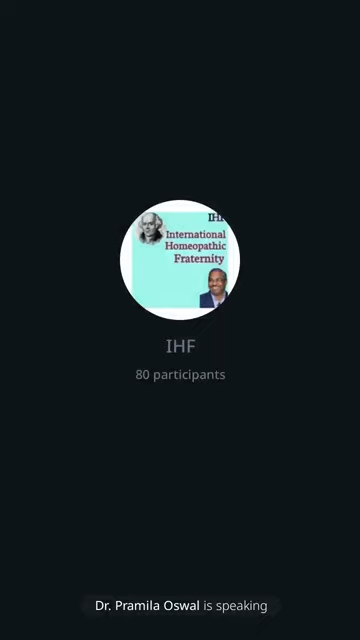 IHF
International
Homeopathic
Fraternity
IHF
80 participants
Dr. Pramila Oswal is speaking